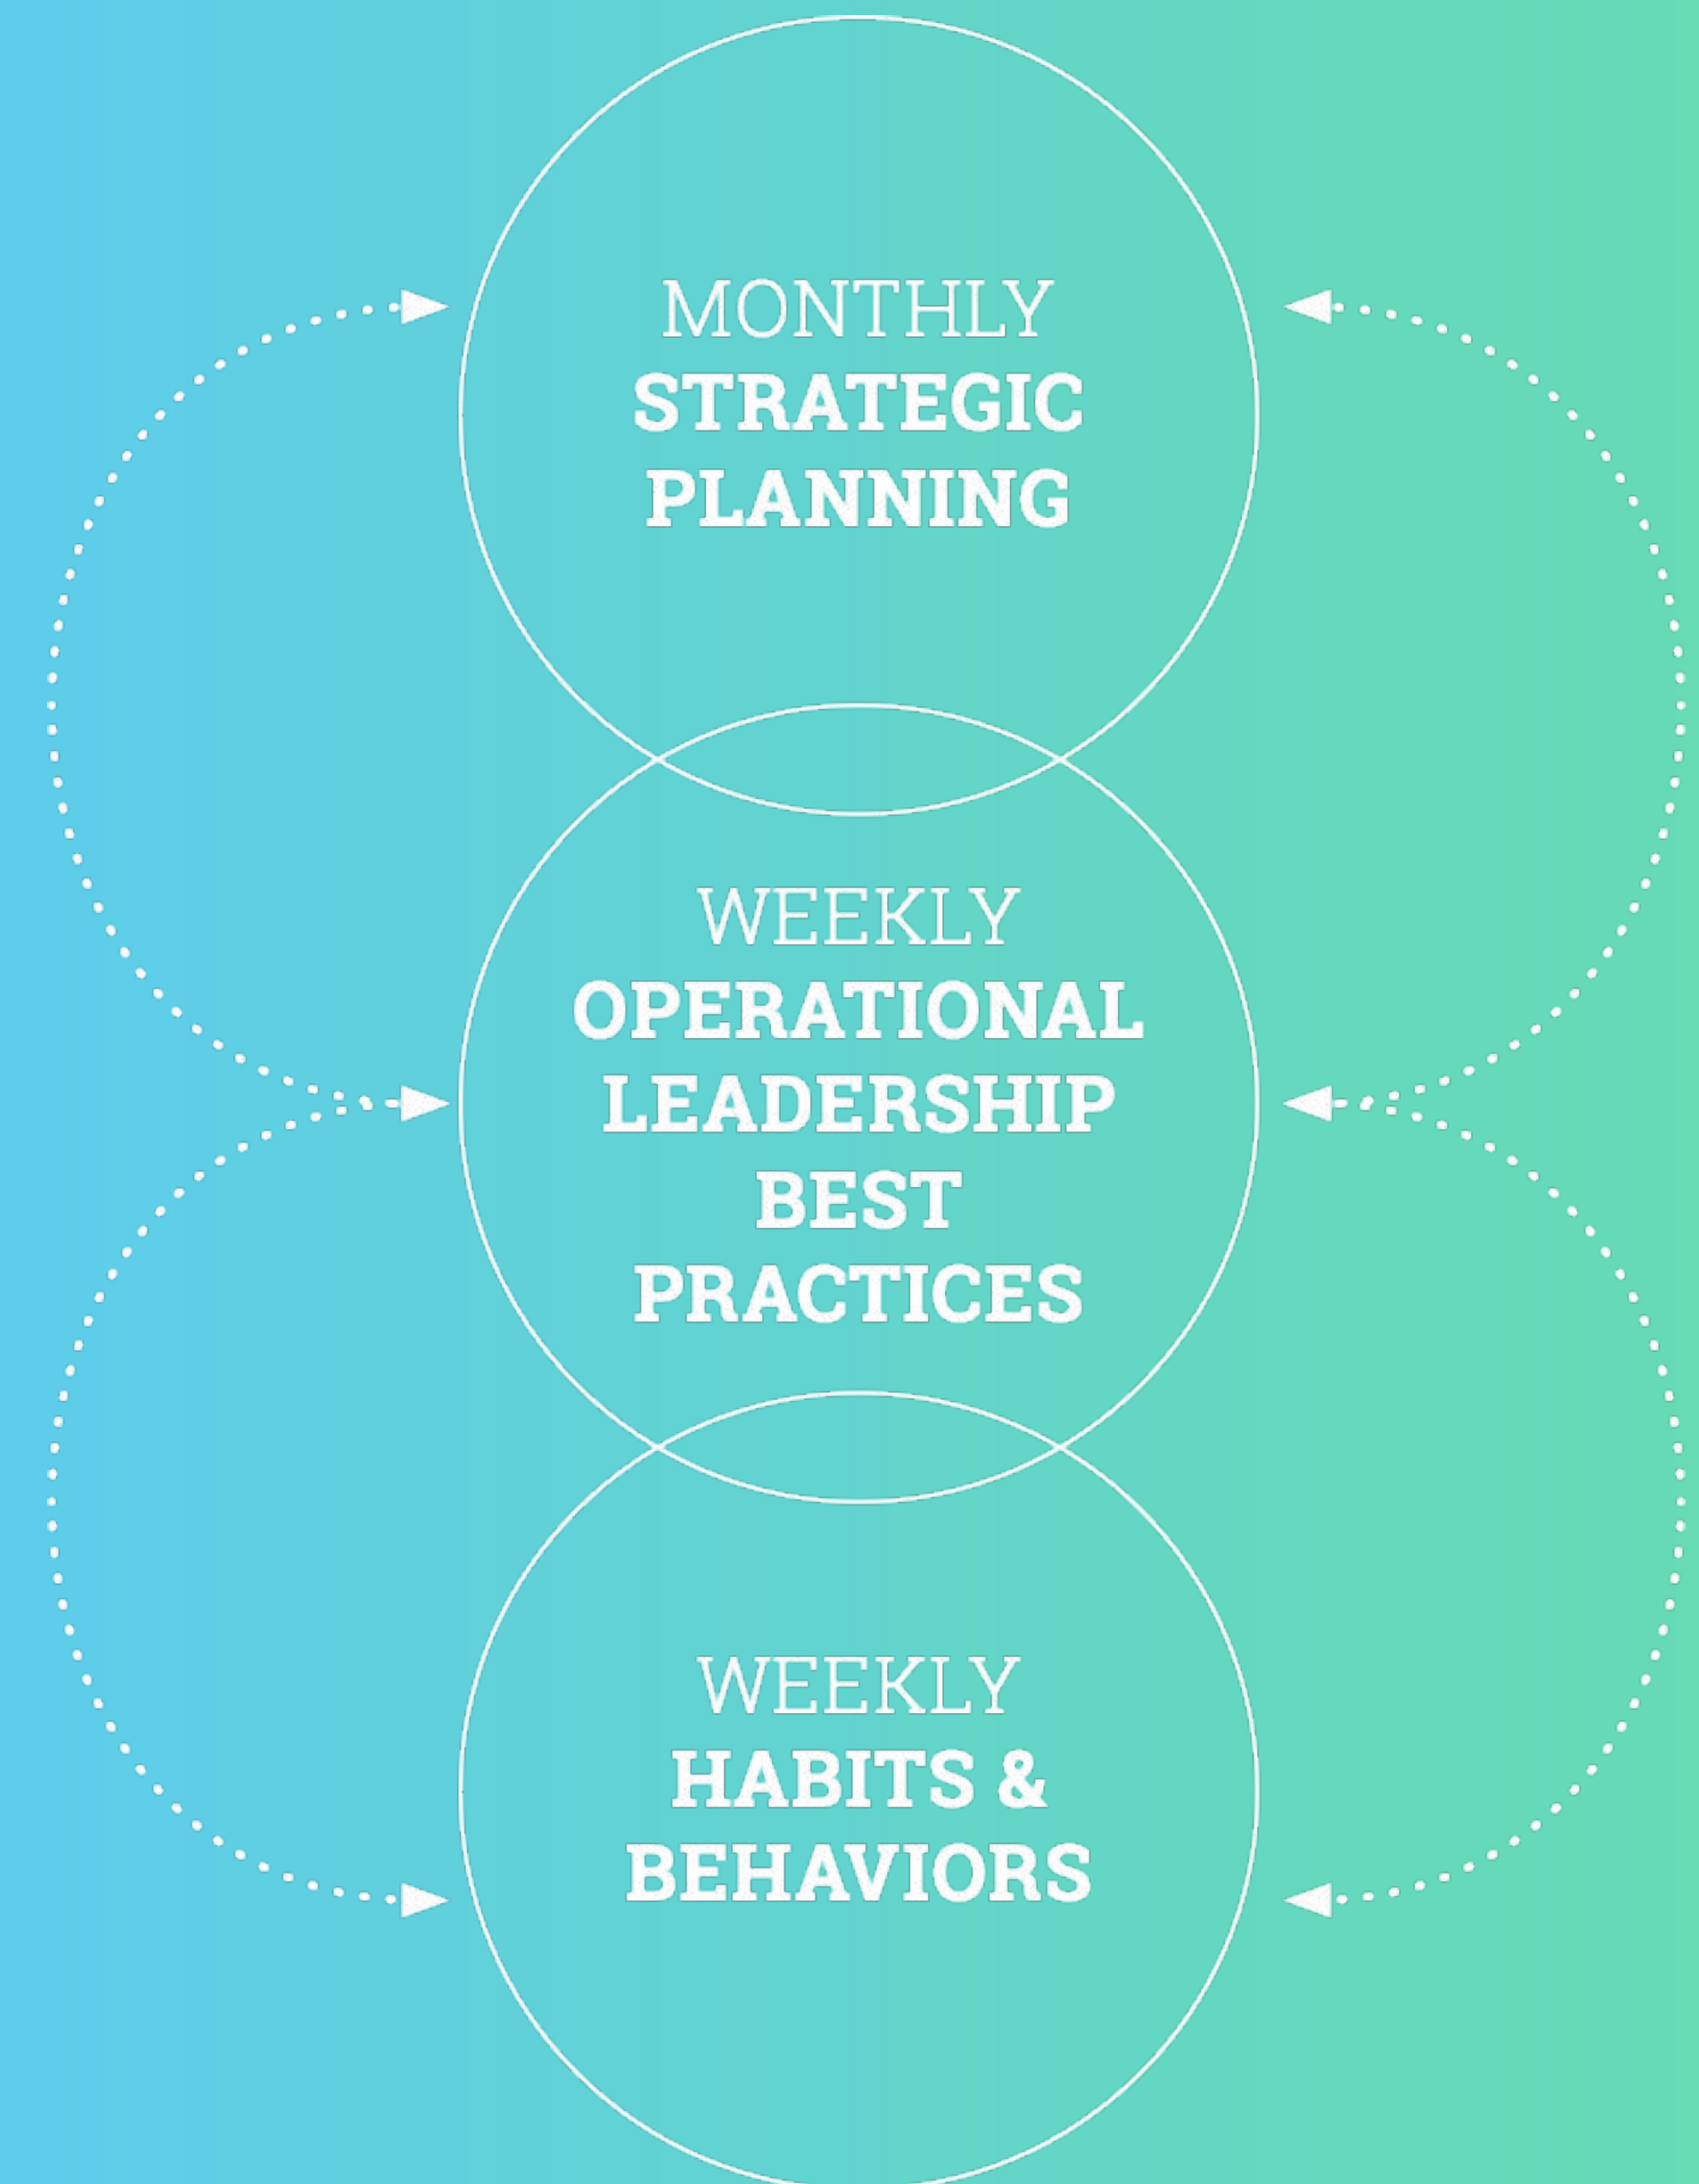 MONTHLY
STRATEGIC
PLANNING
WEEKLY
OPERATIONAL
LEADERSHIP
BEST
PRACTICES
WEEKLY
HABITS &
BEHAVIORS